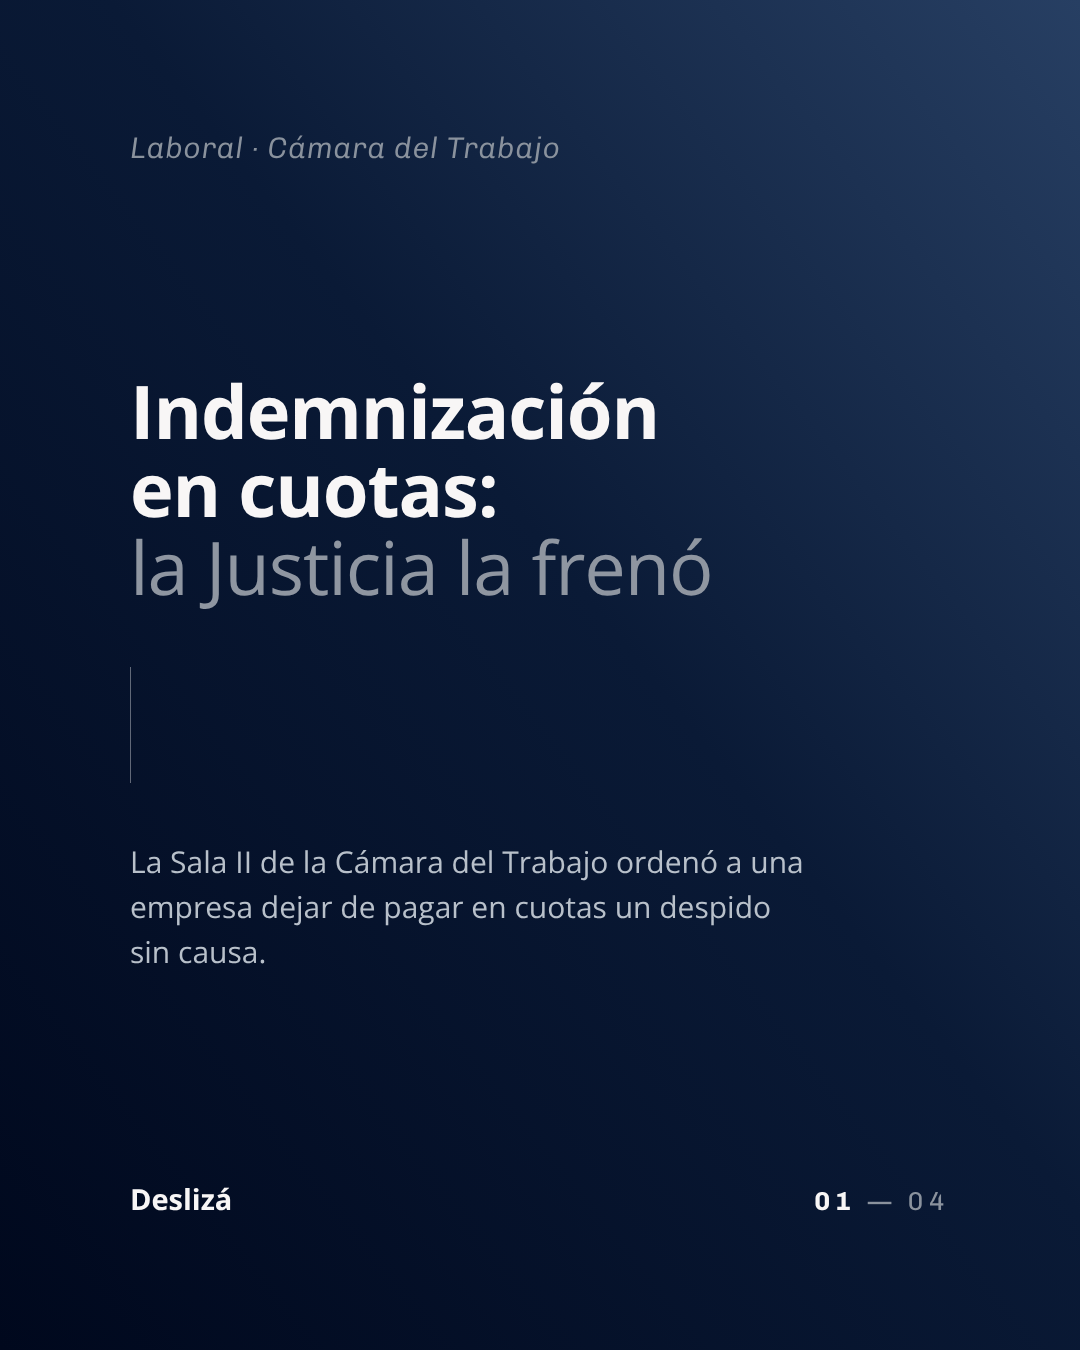 Laboral · Cámara del Trabajo
Indemnización
en cuotas:
la Justicia la frenó
La Sala II de la Cámara del Trabajo ordenó a una
empresa dejar de pagar en cuotas un despido
sin causa.
Deslizá
01 — 04